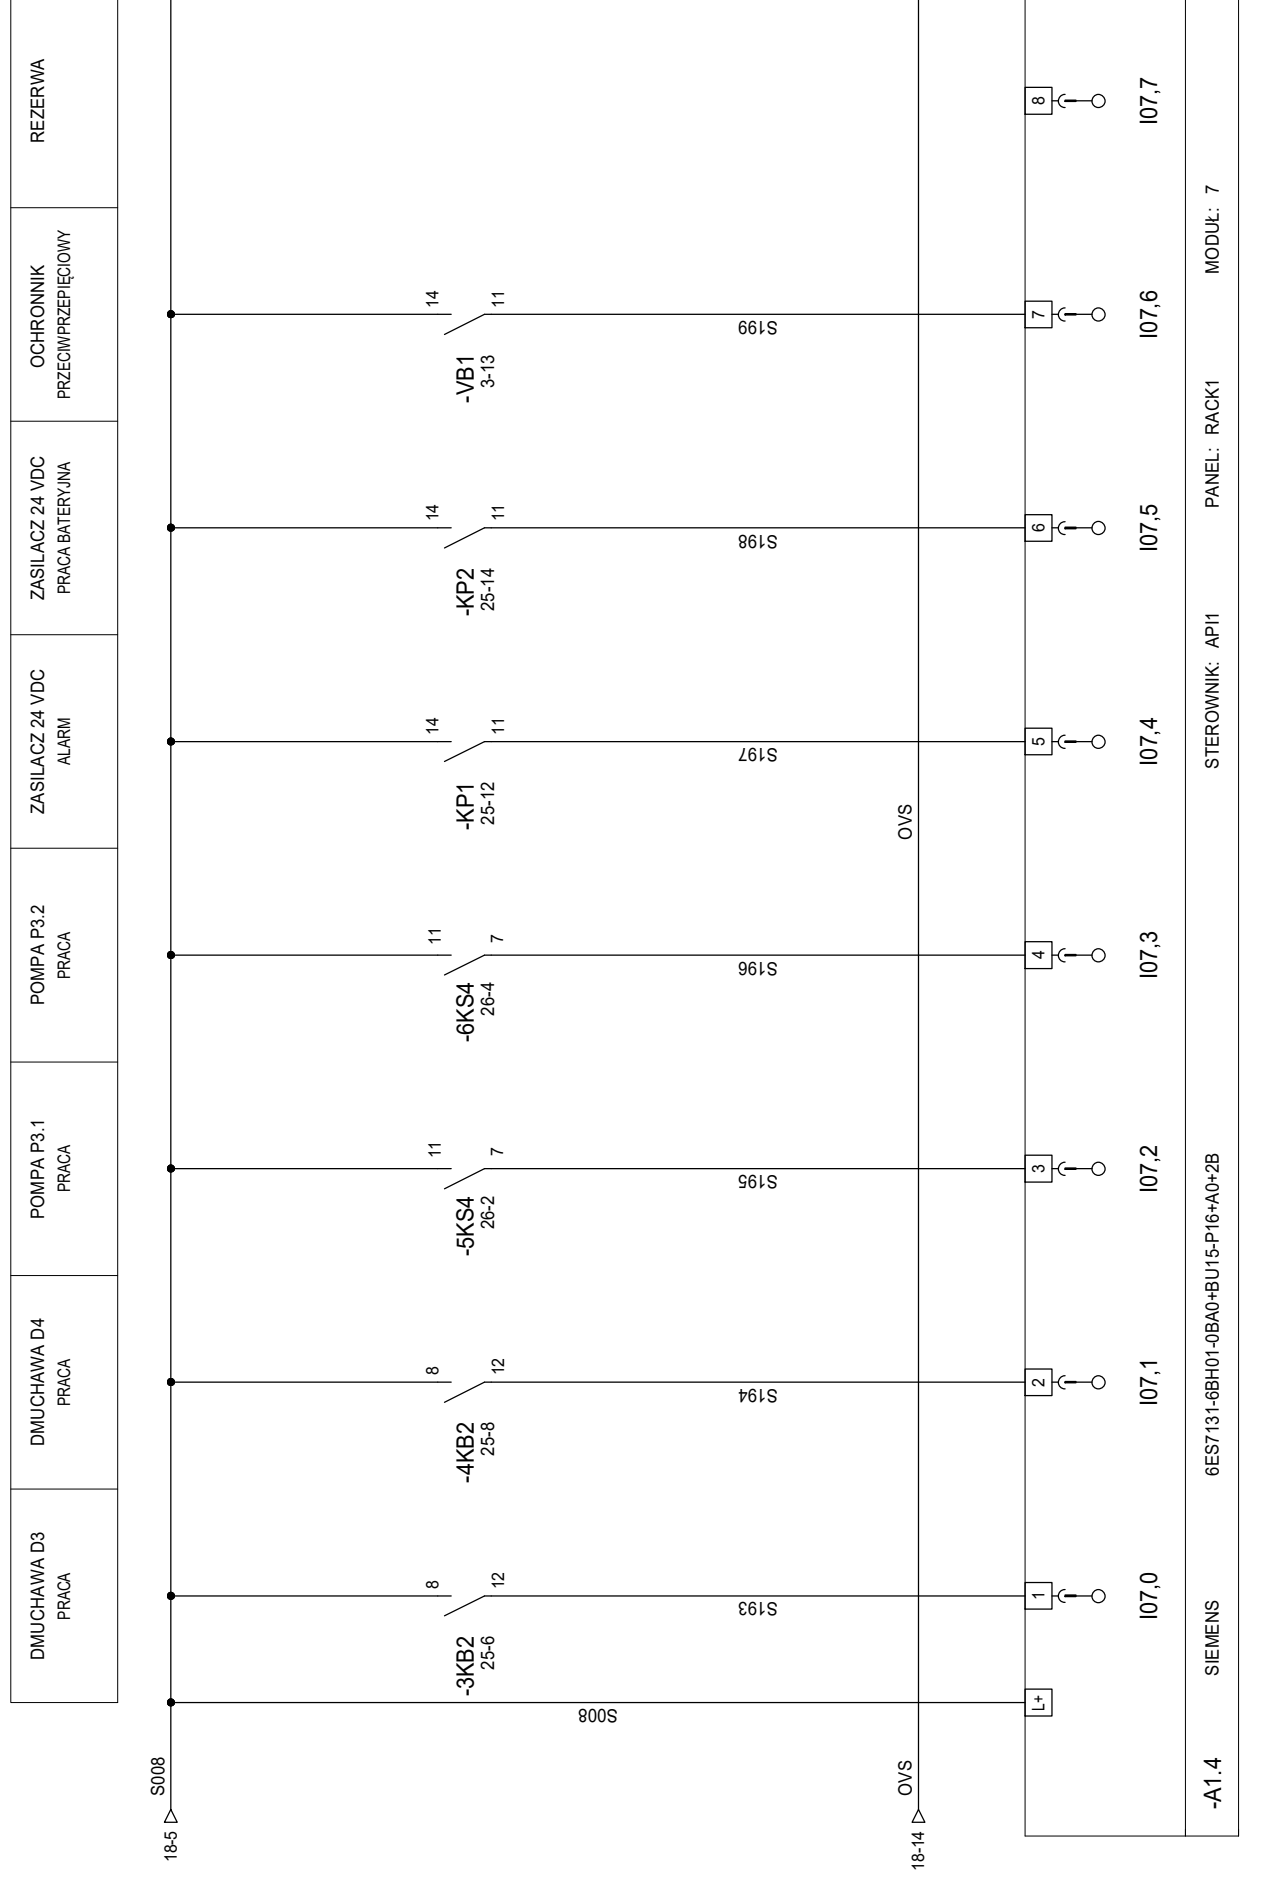 DMUCHAWA D3
PRACA
DMUCHAWA D4
PRACA
POMPA P3.1
PRACA
POMPA P3.2
PRACA
ZASILACZ 24 VDC
ALARM
ZASILACZ 24 VDC
PRACA BATERYJNA
OCHRONNIK
PRZECIWPRZEPIĘCIOWY
REZERWA
18-5
S008
8
12
-3KB2
25-6
8
12
-4KB2
25-8
11
7
-5KS4
26-2
11
7
-6KS4
26-4
14
11
-KP1
25-12
14
11
-KP2
25-14
14
11
-VB1
3-13
S008
S193
S194
S195
S196
S197
S198
S199
18-14
OVS
OVS
L+
1
2
3
4
5
6
7
8
I07,0
I07,1
I07,2
I07,3
I07,4
I07,5
I07,6
I07,7
-A1.4
SIEMENS
6ES7131-6BH01-0BA0+BU15-P16+A0+2B
STEROWNIK: API1
PANEL: RACK1
MODUŁ: 7